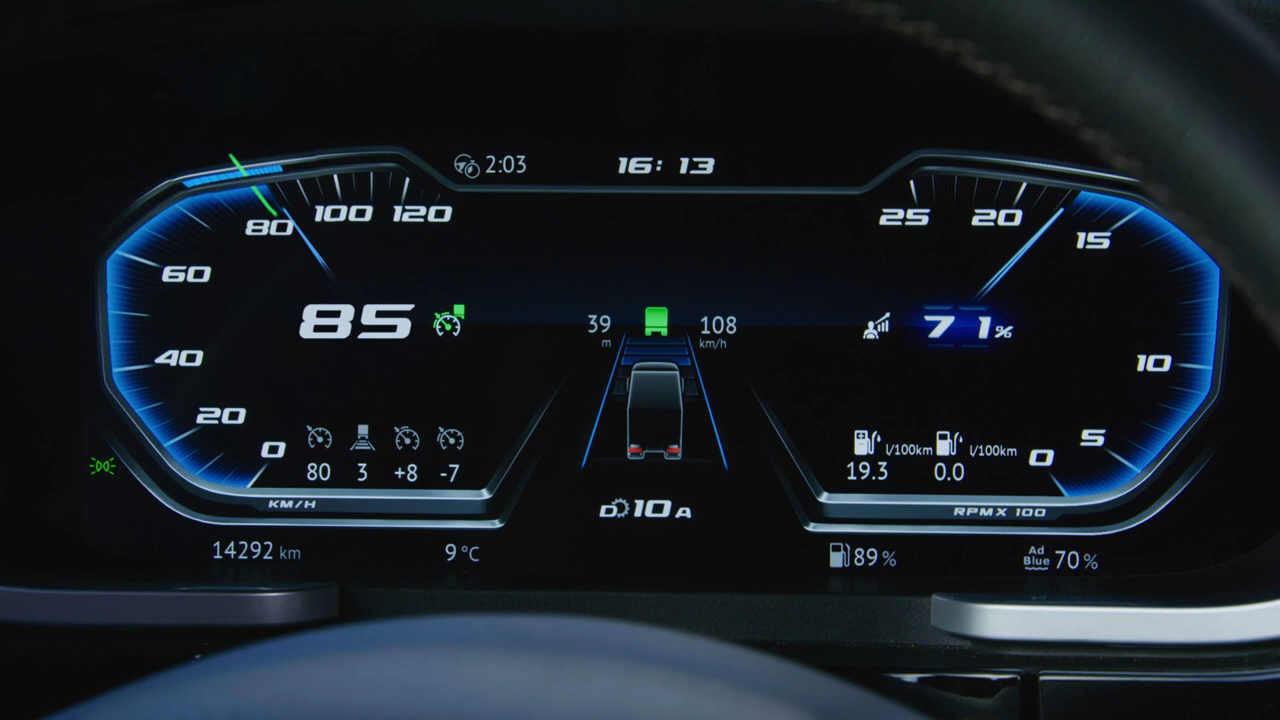 2:03 16:13
100 120 25 20
80 15
60
85 39 m 108 km/h 71%
40 10
20 5
0 l/100km l/100km 0
80 3 +8 -7 19.3 0.0
KM/H D 10 A RPMX 100
14292 km 9 °C 89 % Ad Blue 70 %